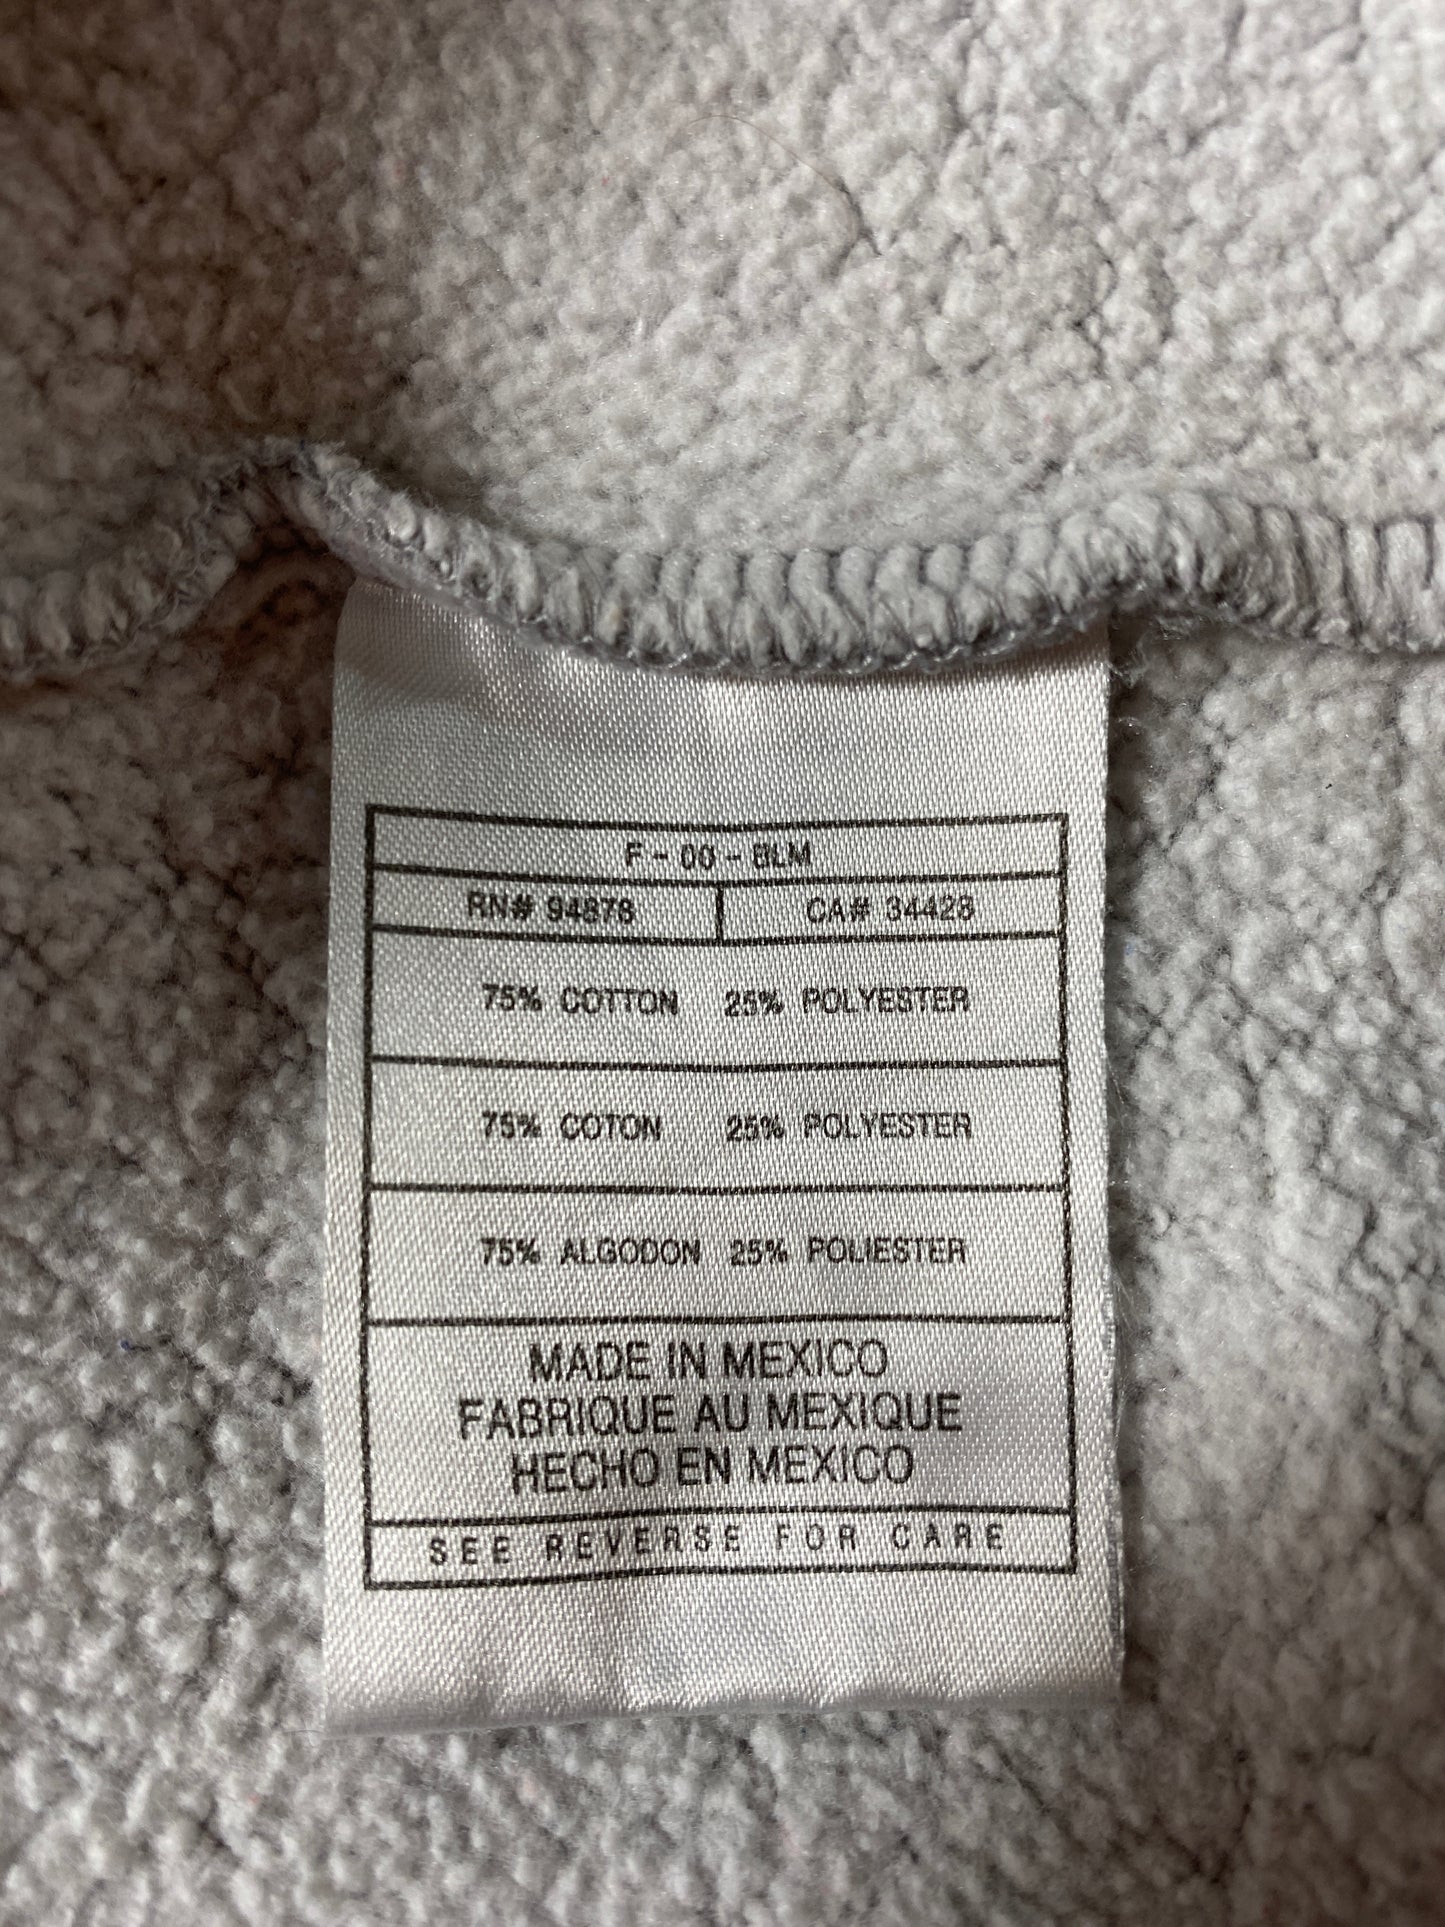 F - 00 - BLM
RN# 94878 CA# 34428
75% COTTON 25% POLYESTER
75% COTON 25% POLYESTER
75% ALGODON 25% POLIESTER
MADE IN MEXICO
FABRIQUE AU MEXIQUE
HECHO EN MEXICO
SEE REVERSE FOR CARE